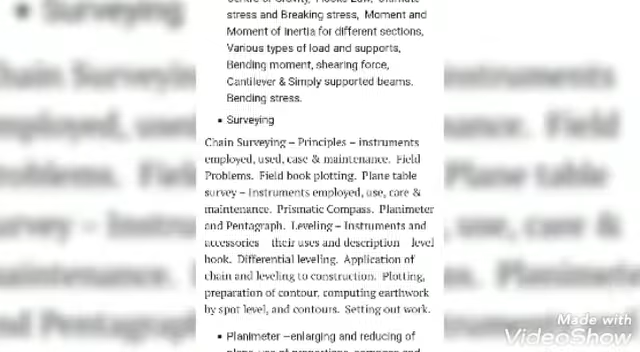 stress and Breaking stress, Moment and
Moment of Inertia for different sections,
Various types of load and supports,
Bending moment, shearing force,
Cantilever & Simply supported beams.
Bending stress.
• Surveying
Chain Surveying – Principles – instruments
employed, used, case & maintenance. Field
Problems. Field book plotting. Plane table
survey – Instruments employed, use, care &
maintenance. Prismatic Compass. Planimeter
and Pentagraph. Leveling – Instruments and
accessories their uses and description level
book. Differential leveling. Application of
chain and leveling to construction. Plotting,
preparation of contour, computing earthwork
by spot level, and contours. Setting out work.
• Planimeter –enlarging and reducing of
Made with
VideoShow